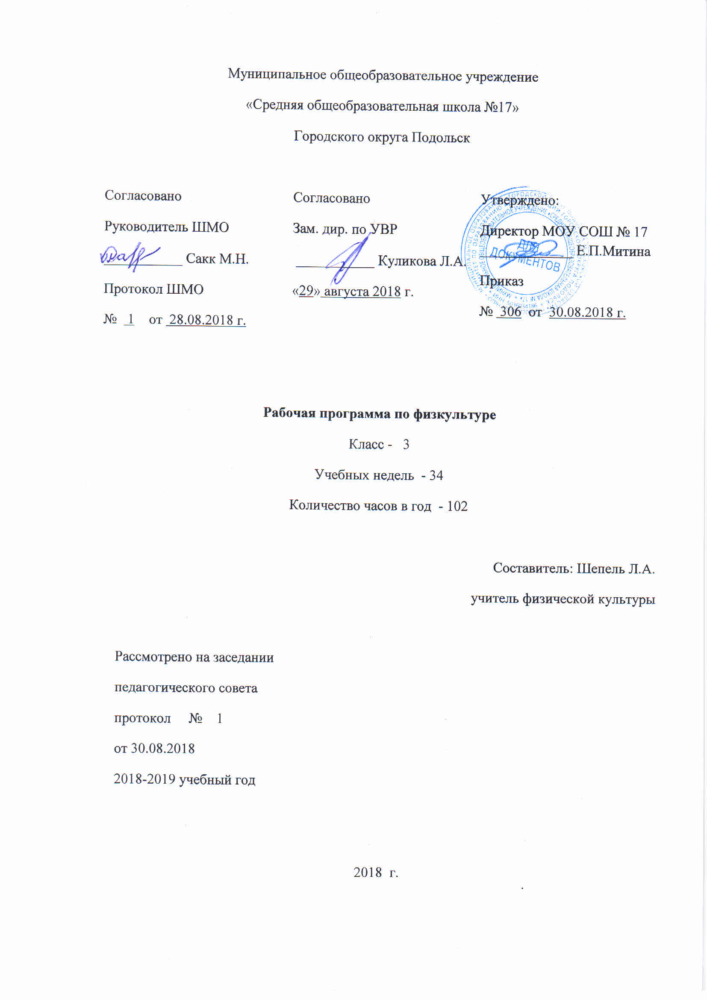 Муниципальное общеобразовательное учреждение
«Средняя общеобразовательная школа №17»
Городского округа Подольск
Согласовано
Руководитель ШМО
____________ Сакк М.Н.
Протокол ШМО
№ 1 от 28.08.2018 г.
Согласовано
Зам. дир. по УВР
____________ Куликова Л.А.
«29» августа 2018 г.
Утверждено:
Директор МОУ СОШ № 17
____________ Е.П.Митина
Приказ
№ 306 от 30.08.2018 г.
ДЛЯ
ДОКУМЕНТОВ
Рабочая программа по физкультуре
Класс - 3
Учебных недель - 34
Количество часов в год - 102
Составитель: Шепель Л.А.
учитель физической культуры
Рассмотрено на заседании
педагогического совета
протокол № 1
от 30.08.2018
2018-2019 учебный год
2018 г.